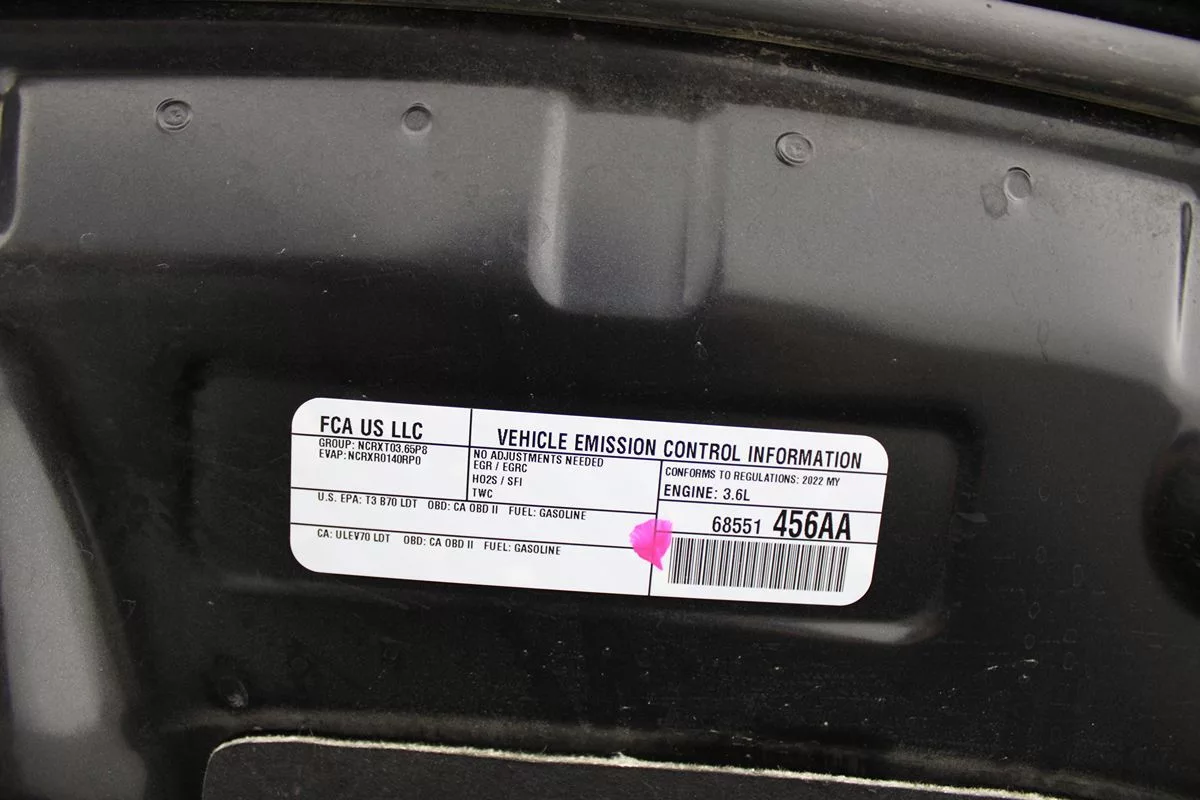 FCA US LLC
GROUP: NCRXT03.65P8
EVAP:NCRXR0140RP0
VEHICLE EMISSION CONTROL INFORMATION
NO ADJUSTMENTS NEEDED
EGR / EGRC
HO2S / SFI
TWC
CONFORMS TO REGULATIONS: 2022 MY
ENGINE: 3.6L
U.S. EPA: T3 B70 LDT OBD: CA OBD II FUEL: GASOLINE
68551 456AA
CA: ULEV70 LDT OBD: CA OBD II FUEL: GASOLINE